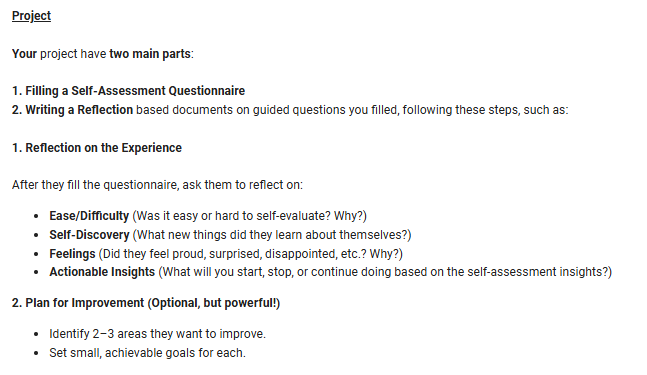 Project
Your project have two main parts:
1. Filling a Self-Assessment Questionnaire
2. Writing a Reflection based documents on guided questions you filled, following these steps, such as:
1. Reflection on the Experience
After they fill the questionnaire, ask them to reflect on:
• Ease/Difficulty (Was it easy or hard to self-evaluate? Why?)
• Self-Discovery (What new things did they learn about themselves?)
• Feelings (Did they feel proud, surprised, disappointed, etc.? Why?)
• Actionable Insights (What will you start, stop, or continue doing based on the self-assessment insights?)
2. Plan for Improvement (Optional, but powerful!)
• Identify 2–3 areas they want to improve.
• Set small, achievable goals for each.